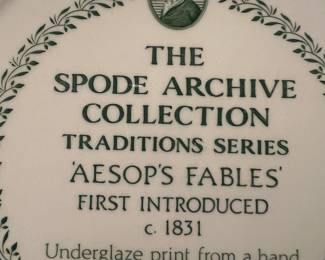 THE
SPODE ARCHIVE
COLLECTION
TRADITIONS SERIES
'AESOP'S FABLES'
FIRST INTRODUCED
c. 1831
Underglaze print from a hand